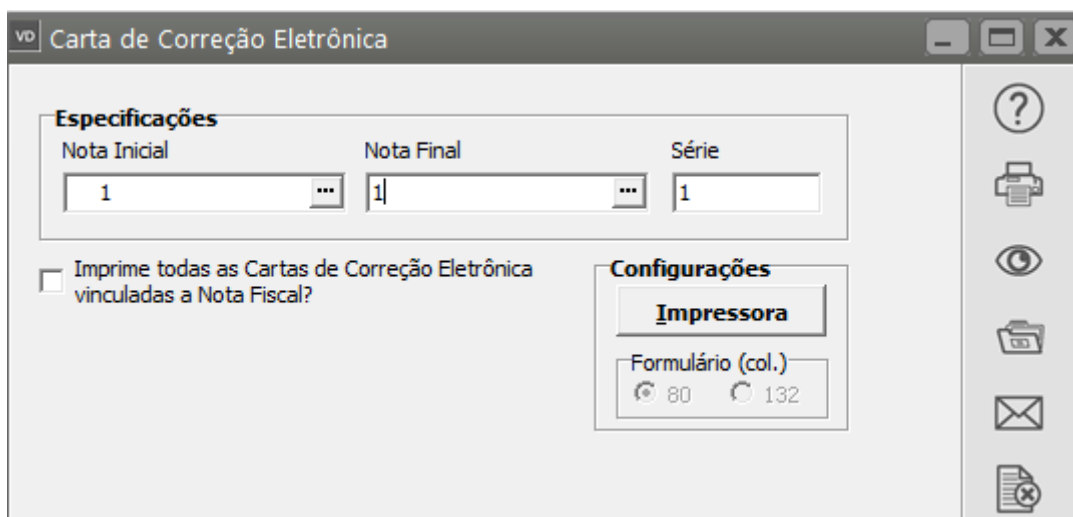 VD Carta de Correção Eletrônica
Especificações
Nota Inicial Nota Final Série
1 ... 1 ... 1
Imprime todas as Cartas de Correção Eletrônica
vinculadas a Nota Fiscal?
Configurações
Impressora
Formulário (col.)
80 132